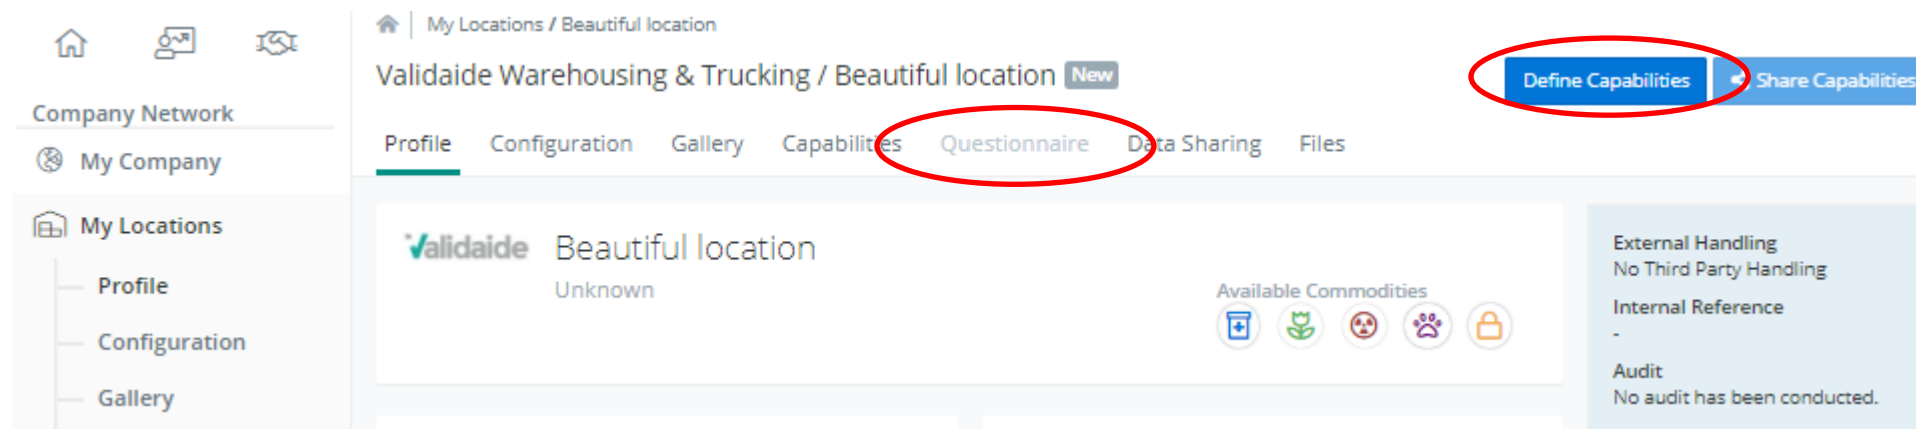 My Locations / Beautiful location
Validaide Warehousing & Trucking / Beautiful location New
Define Capabilities
Share Capabilities
Company Network
My Company
My Locations
Profile
Configuration
Gallery
Profile Configuration Gallery Capabilities Questionnaire Data Sharing Files
Validaide
Beautiful location
Unknown
Available Commodities
External Handling
No Third Party Handling
Internal Reference
-
Audit
No audit has been conducted.